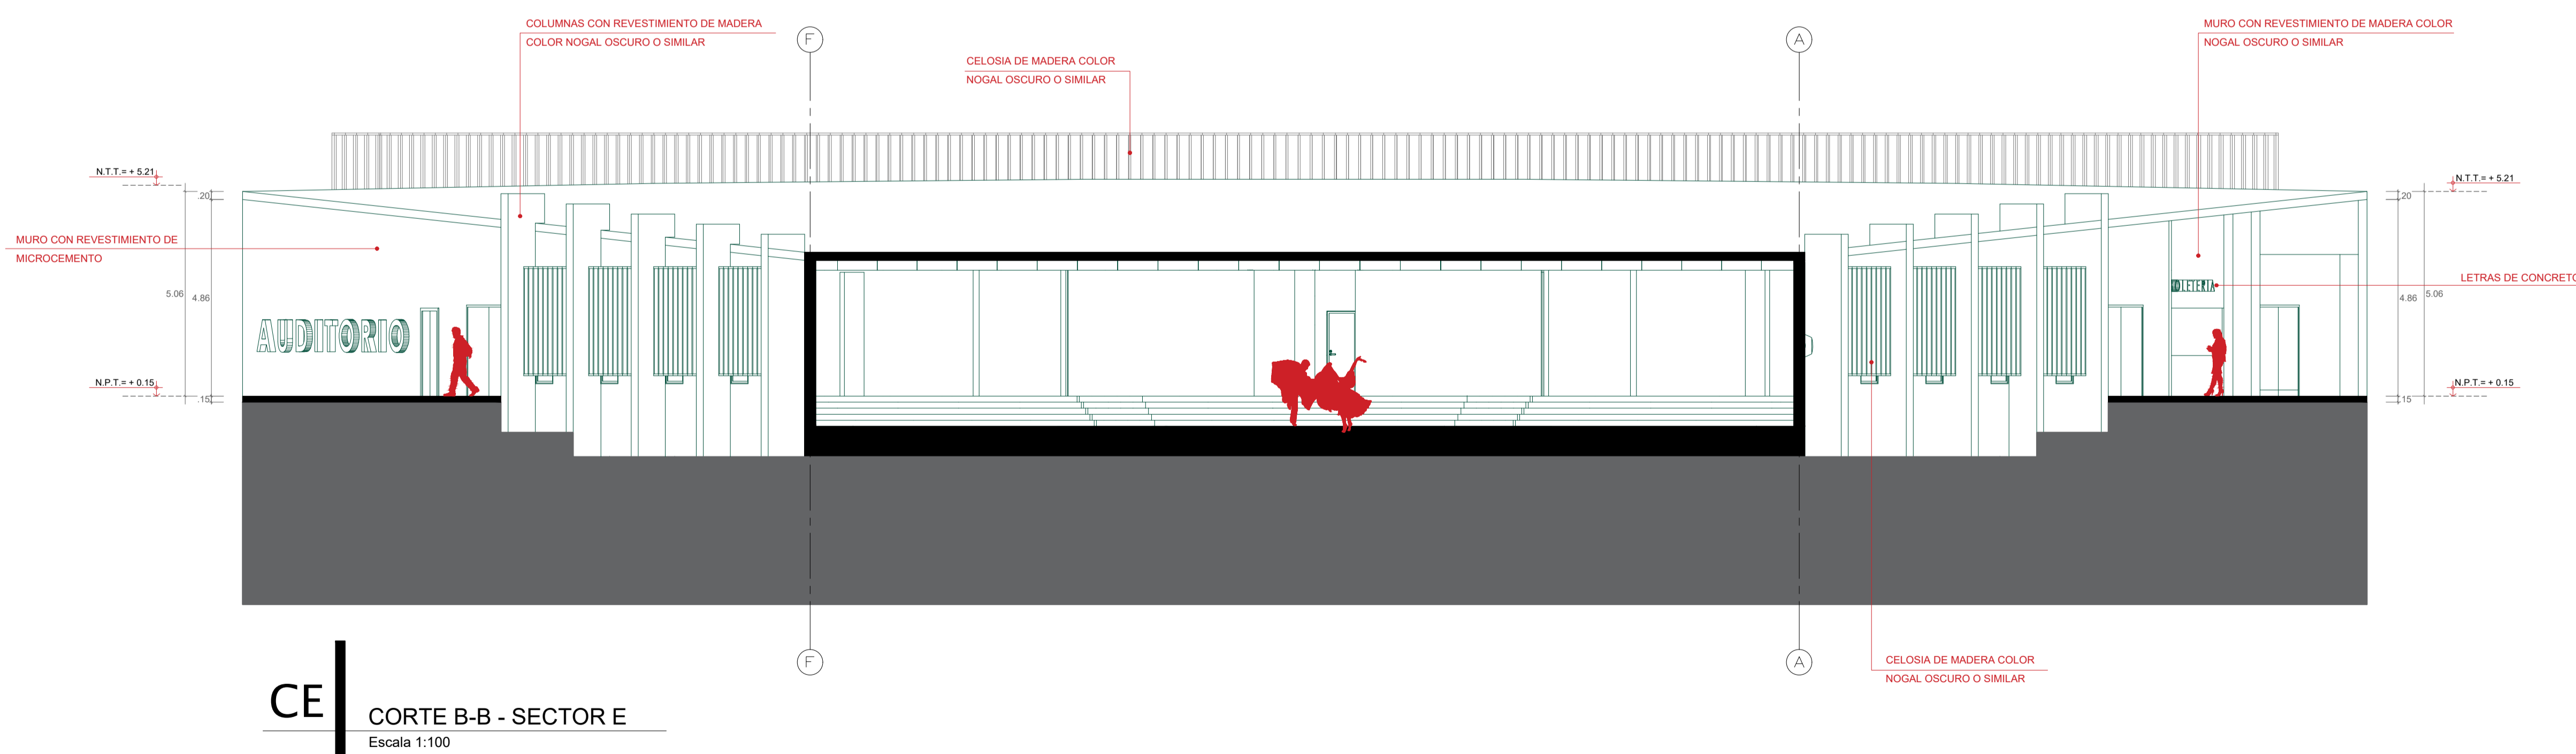 COLUMNAS CON REVESTIMIENTO DE MADERA
COLOR NOGAL OSCURO O SIMILAR
F
CELOSIA DE MADERA COLOR
NOGAL OSCURO O SIMILAR
A
MURO CON REVESTIMIENTO DE MADERA COLOR
NOGAL OSCURO O SIMILAR
N.T.T.= + 5.21
.20
N.T.T.= + 5.21
.20
MURO CON REVESTIMIENTO DE
MICROCEMENTO
5.06
4.86
AUDITORIO
N.P.T.= + 0.15
.15
LETRAS DE CONCRETO
4.86
5.06
N.P.T.= + 0.15
.15
F
A
CELOSIA DE MADERA COLOR
NOGAL OSCURO O SIMILAR
CE
CORTE B-B - SECTOR E
Escala 1:100